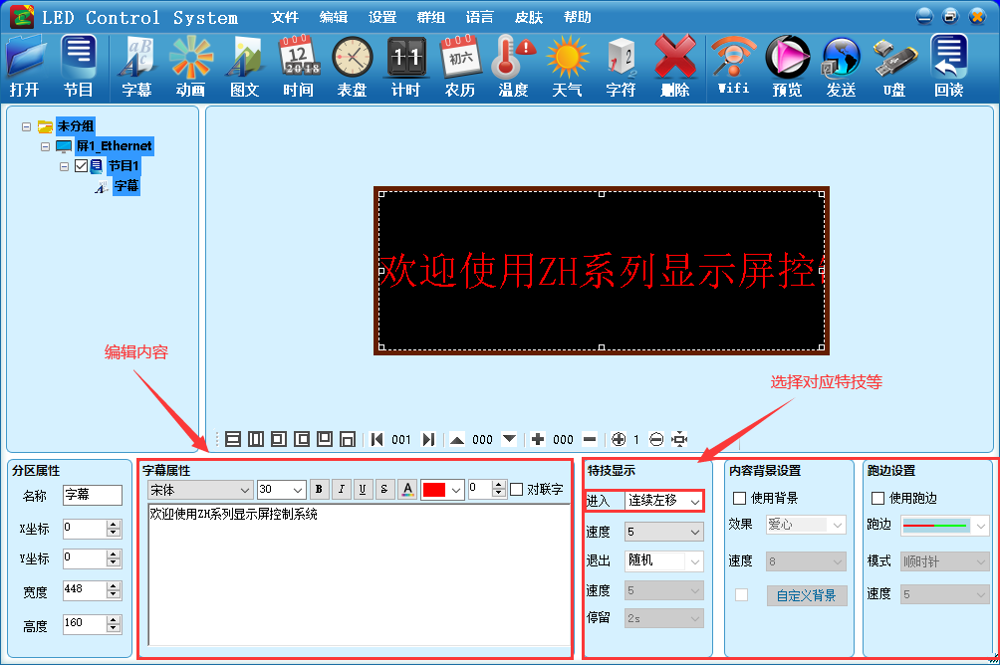 LED Control System 文件 编辑 设置 群组 语言 皮肤 帮助
aB
C
12
2018
11
初六
2
打开 节目 字幕 动画 图文 时间 表盘 计时 农历 温度 天气 字符 删除 Wifi 预览 发送 U盘 回读
未分组
屏1_Ethernet
节目1
字幕
欢迎使用ZH系列显示屏控
编辑内容
选择对应特技等
001 000 000 1
分区属性
名称 字幕
X坐标 0
Y坐标 0
宽度 448
高度 160
字幕属性
宋体 30 B I U S A 0 对联字
欢迎使用ZH系列显示屏控制系统
特技显示
进入 连续左移
速度 5
退出 随机
速度 5
停留 2s
内容背景设置
使用背景
效果 爱心
速度 8
自定义背景
跑边设置
使用跑边
跑边
模式 顺时针
速度 5